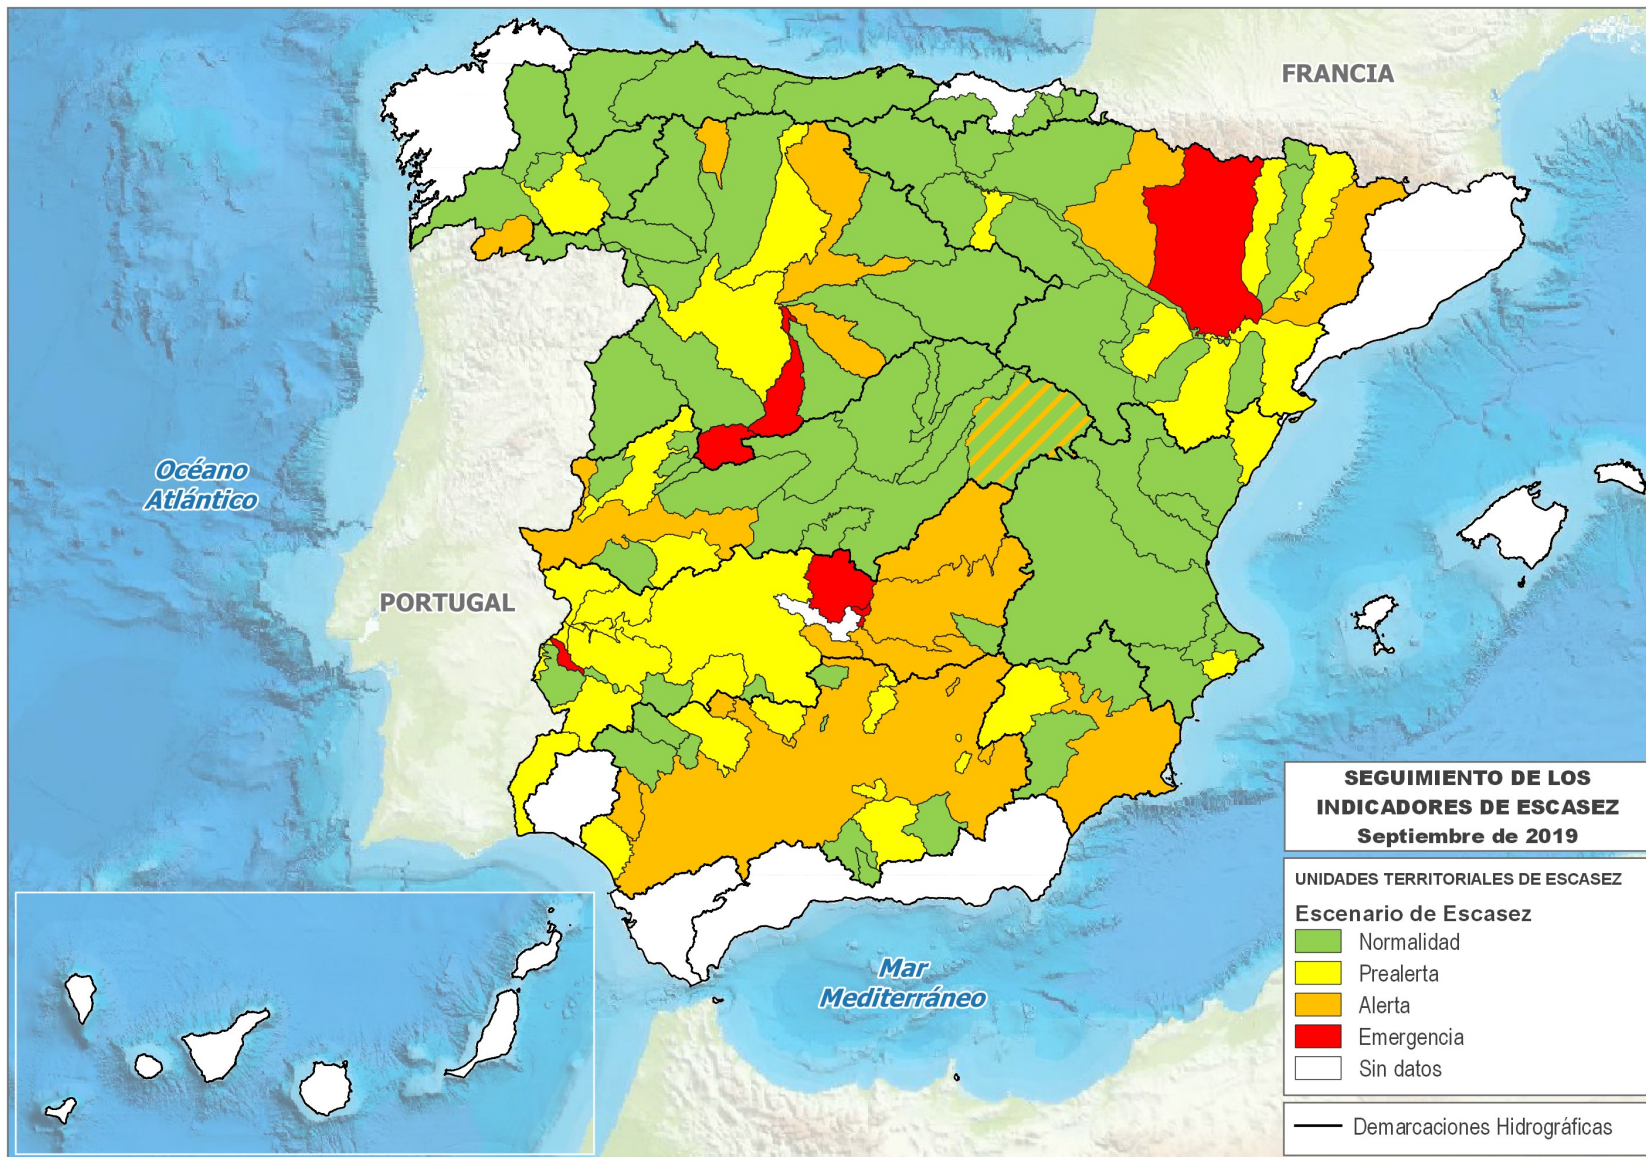 FRANCIA
Océano
Atlántico
PORTUGAL
Mar
Mediterráneo
SEGUIMIENTO DE LOS
INDICADORES DE ESCASEZ
Septiembre de 2019
UNIDADES TERRITORIALES DE ESCASEZ
Escenario de Escasez
Normalidad
Prealerta
Alerta
Emergencia
Sin datos
Demarcaciones Hidrográficas